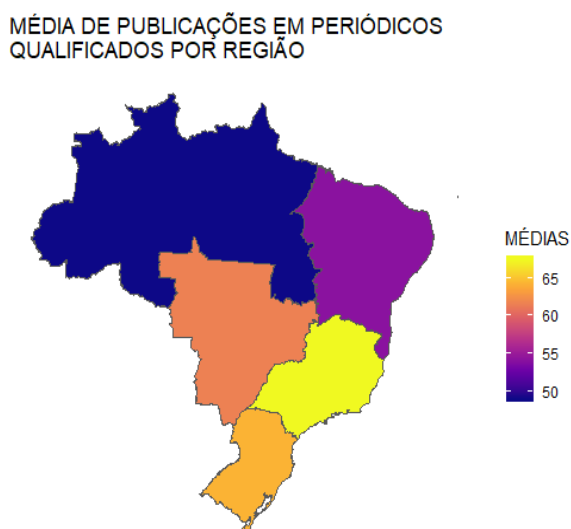 MÉDIA DE PUBLICAÇÕES EM PERIÓDICOS
QUALIFICADOS POR REGIÃO
MÉDIAS
65
60
55
50